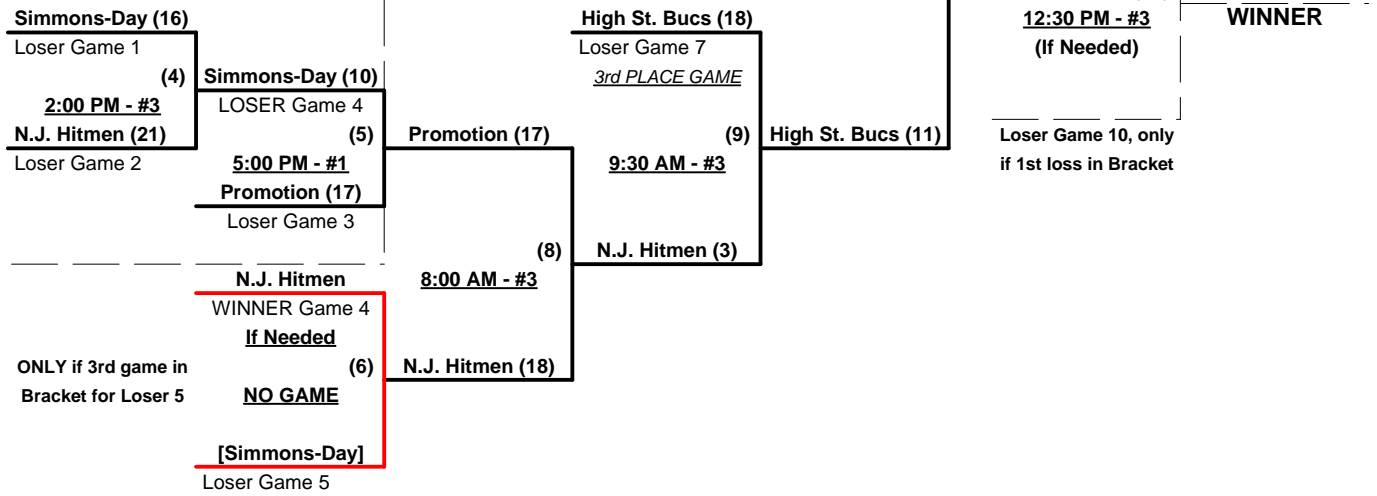 Simmons-Day (16)
Loser Game 1
(4)
2:00 PM - #3
N.J. Hitmen (21)
Loser Game 2
Simmons-Day (10)
LOSER Game 4
(5)
5:00 PM - #1
Promotion (17)
Loser Game 3
N.J. Hitmen
WINNER Game 4
If Needed
(6)
NO GAME
[Simmons-Day]
Loser Game 5
ONLY if 3rd game in
Bracket for Loser 5
Promotion (17)
(8)
8:00 AM - #3
N.J. Hitmen (18)
High St. Bucs (18)
Loser Game 7
3rd PLACE GAME
(9)
9:30 AM - #3
N.J. Hitmen (3)
High St. Bucs (11)
12:30 PM - #3
(If Needed)
Loser Game 10, only
if 1st loss in Bracket
WINNER